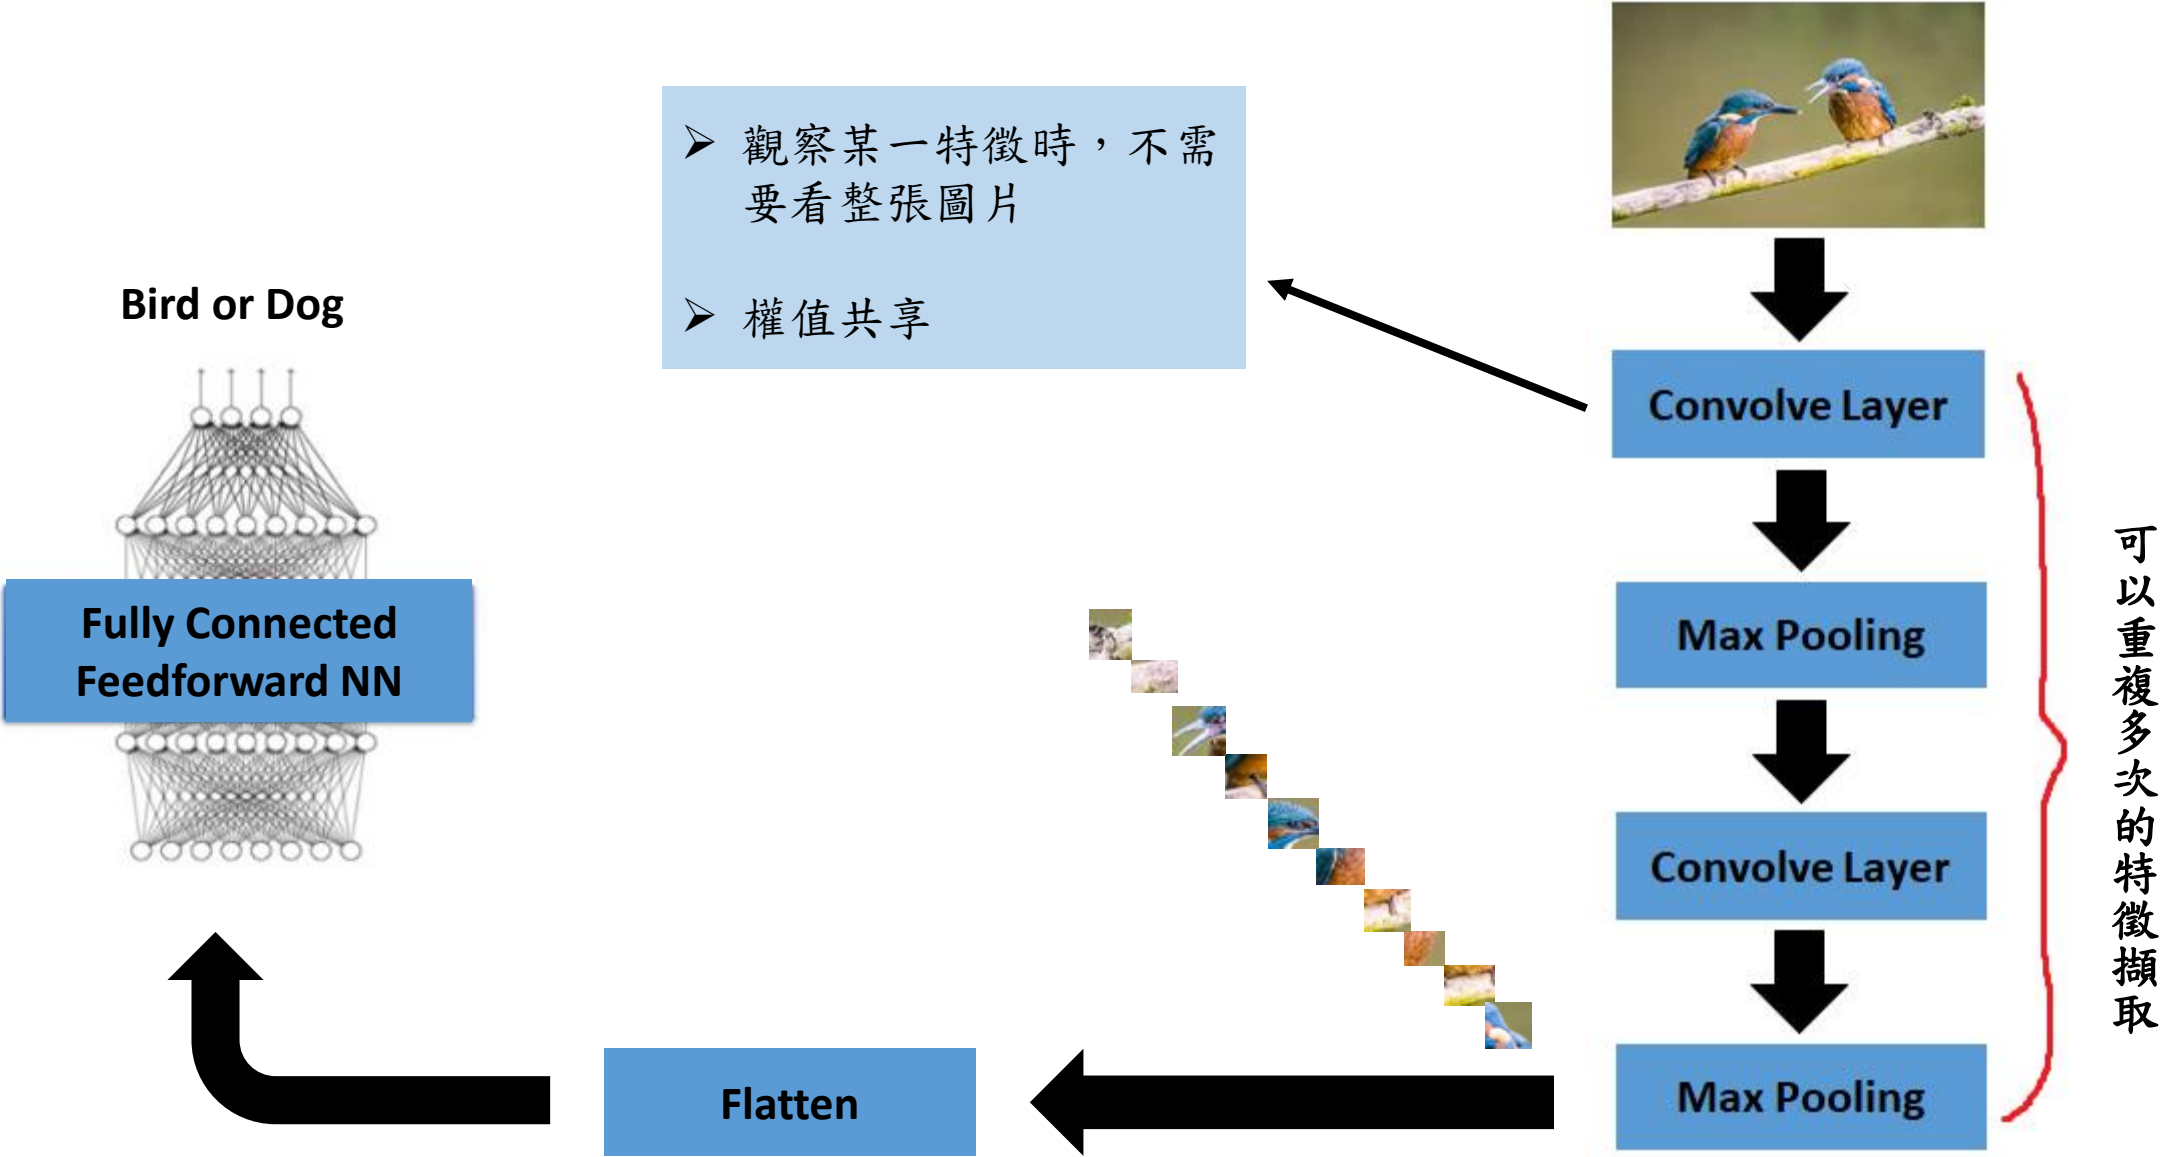 觀察某一特徵時，不需
要看整張圖片
權值共享
Bird or Dog
Convolve Layer
Max Pooling
Convolve Layer
Max Pooling
可以重複多次的特徵擷取
Fully Connected
Feedforward NN
Flatten